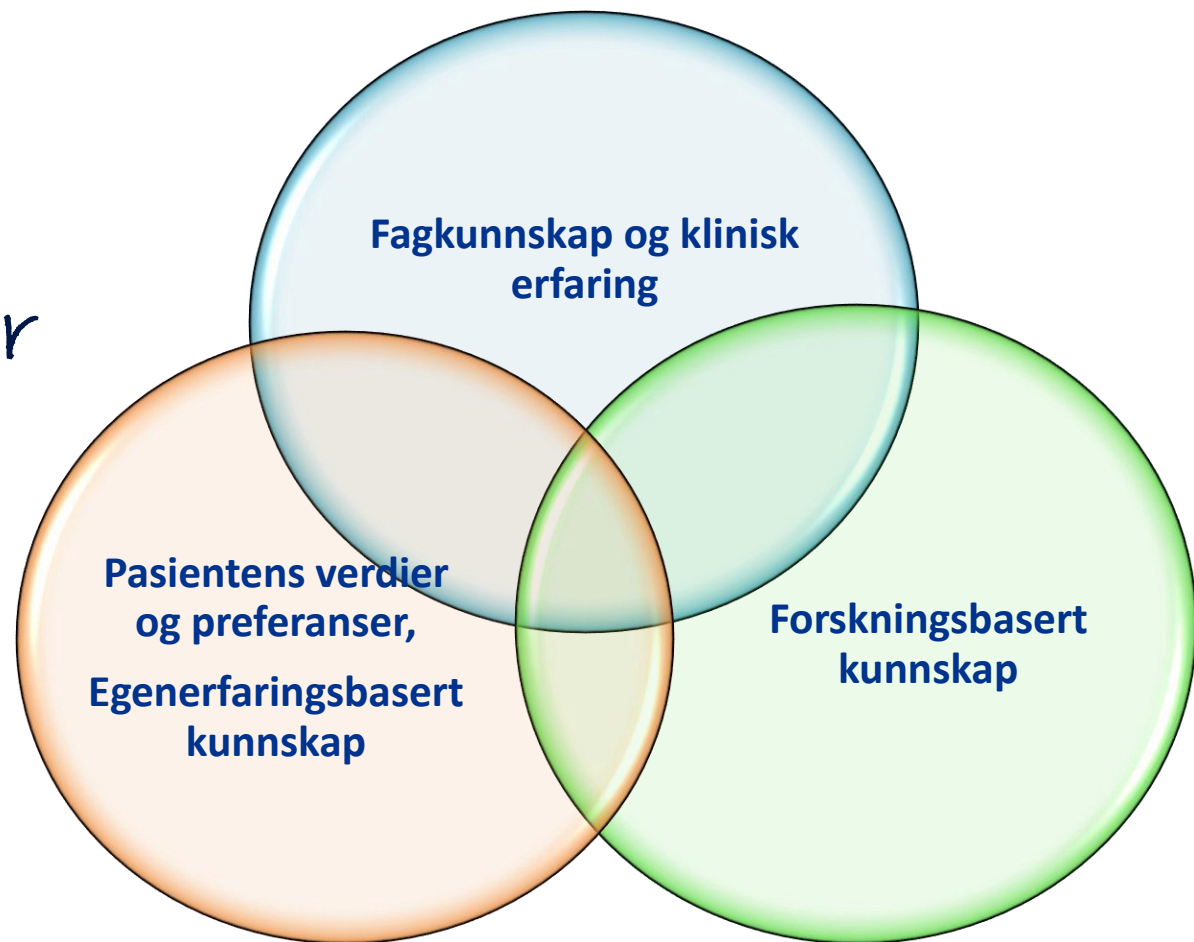 Fagkunnskap og klinisk
erfaring
r
Pasientens verdier
og preferanser,
Egenerfaringsbasert
kunnskap
Forskningsbasert
kunnskap